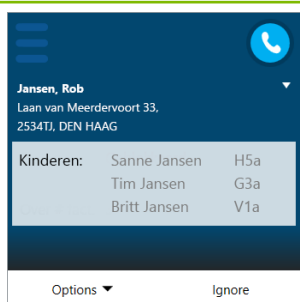 Jansen, Rob
Laan van Meerdervoort 33,
2534TJ, DEN HAAG
Kinderen: Sanne Jansen H5a
Tim Jansen G3a
Britt Jansen V1a
Options Ignore